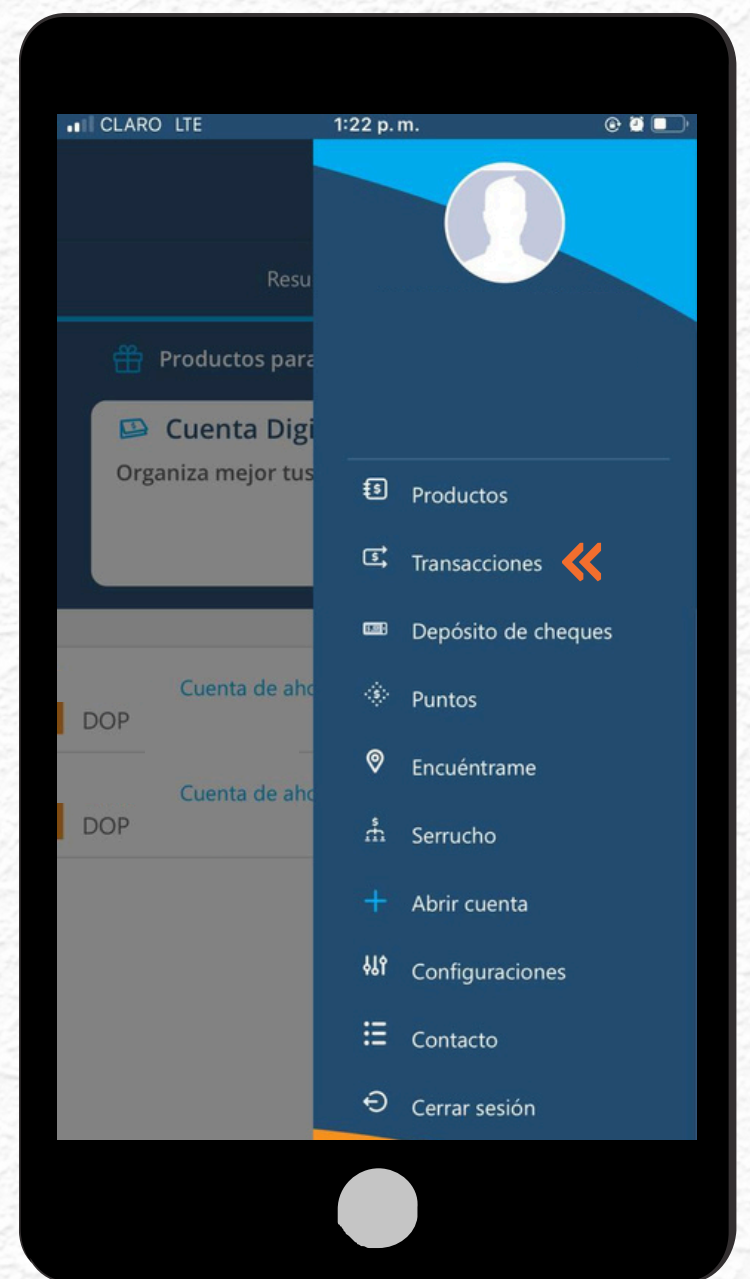 CLARO LTE 1:22 p. m.
Resu
Productos para
Cuenta Digi
Organiza mejor tus
Cuenta de aho
DOP
Cuenta de aho
DOP
Productos
Transacciones
Depósito de cheques
Puntos
Encuéntrame
Serrucho
Abrir cuenta
Configuraciones
Contacto
Cerrar sesión